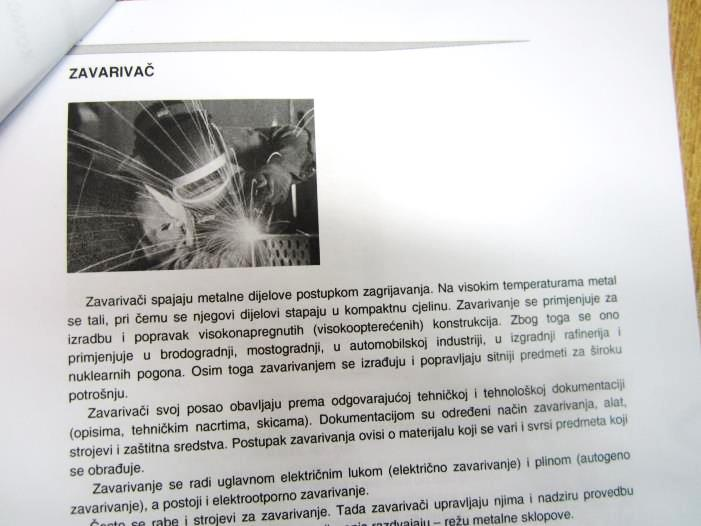 ZAVARIVAČ
Zavarivači spajaju metalne dijelove postupkom zagrijavanja. Na visokim temperaturama metal
se tali, pri čemu se njegovi dijelovi stapaju u kompaktnu cjelinu. Zavarivanje se primjenjuje za
izradbu i popravak visokonapregnutih (visokoopterećenih) konstrukcija. Zbog toga se ono
primjenjuje u brodogradnji, mostogradnji, u automobilskoj industriji, u izgradnji rafinerija i
nuklearnih pogona. Osim toga zavarivanjem se izrađuju i popravljaju sitniji predmeti za široku
potrošnju.
Zavarivači svoj posao obavljaju prema odgovarajućoj tehničkoj i tehnološkoj dokumentaciji
(opisima, tehničkim nacrtima, skicama). Dokumentacijom su određeni način zavarivanja, alat,
strojevi i zaštitna sredstva. Postupak zavarivanja ovisi o materijalu koji se vari i svrsi predmeta koji
se obrađuje.
Zavarivanje se radi uglavnom električnim lukom (električno zavarivanje) i plinom (autogeno
zavarivanje), a postoji i elektrootporno zavarivanje.
Često se rabe i strojevi za zavarivanje. Tada zavarivači upravljaju njima i nadziru provedbu
razdvajaju – režu metalne sklopove.